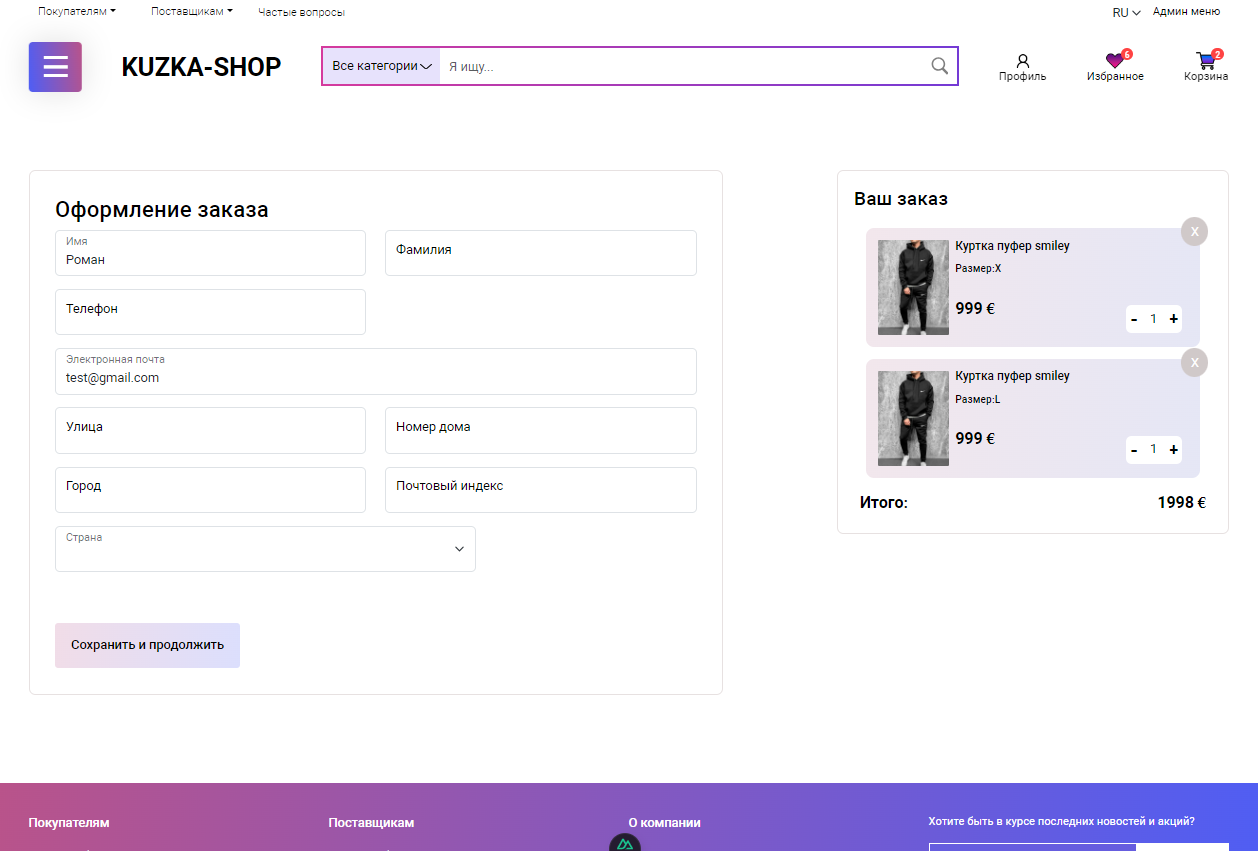 Покупателям
Поставщикам
Частые вопросы
RU
Админ меню
KUZKA-SHOP
Все категории
Я ищу...
Профиль
6
Избранное
2
Корзина
Оформление заказа
Имя
Роман
Фамилия
Телефон
Электронная почта
test@gmail.com
Улица
Номер дома
Город
Почтовый индекс
Страна
Сохранить и продолжить
Ваш заказ
X
Куртка пуфер smiley
Размер:X
999 €
- 1 +
X
Куртка пуфер smiley
Размер:L
999 €
- 1 +
Итого: 1998 €
Покупателям
Поставщикам
О компании
Хотите быть в курсе последних новостей и акций?